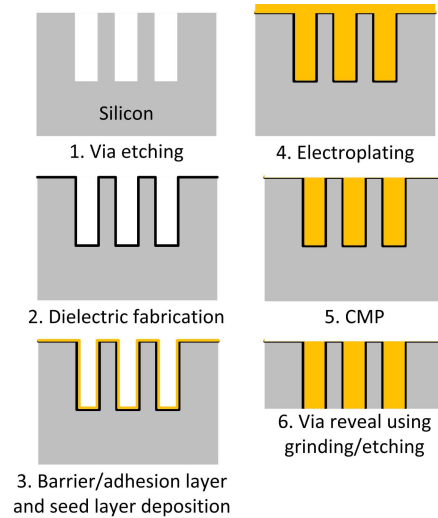 Silicon
1. Via etching
2. Dielectric fabrication
3. Barrier/adhesion layer
and seed layer deposition
4. Electroplating
5. CMP
6. Via reveal using
grinding/etching